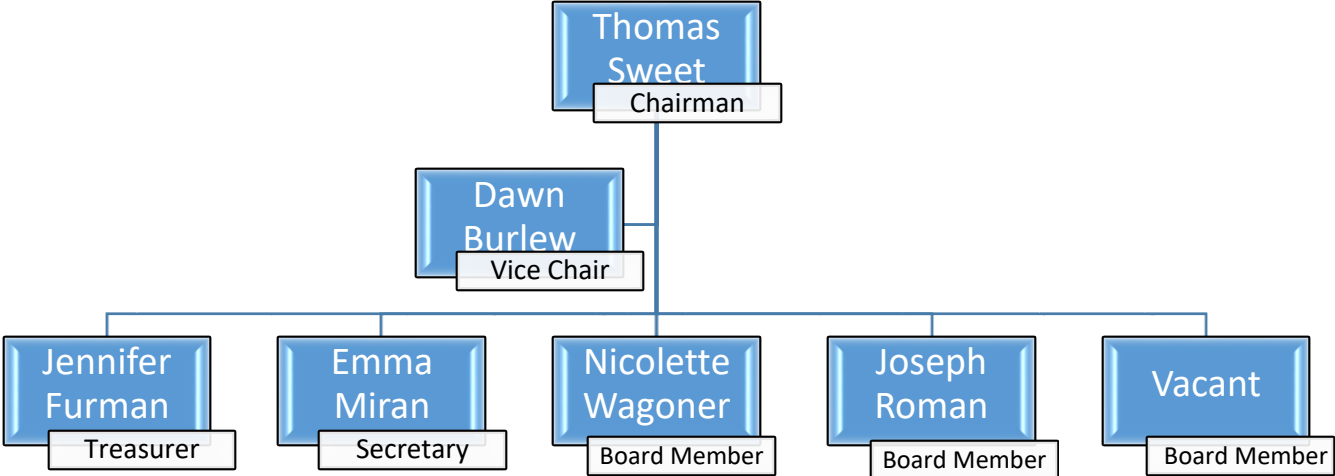 Thomas
Sweet
Chairman
Dawn
Burlew
Vice Chair
Jennifer
Furman
Treasurer
Emma
Miran
Secretary
Nicolette
Wagoner
Board Member
Joseph
Roman
Board Member
Vacant
Board Member